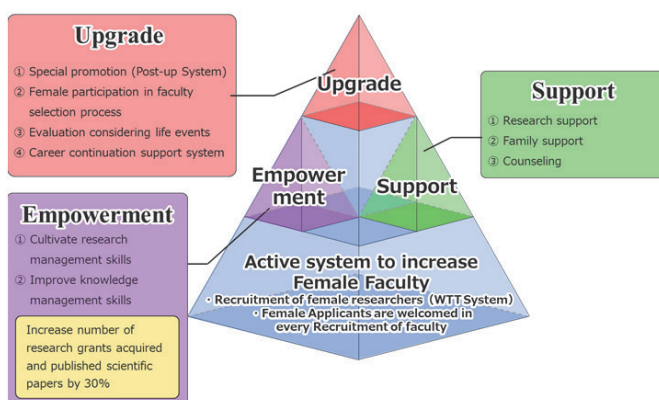 Upgrade
① Special promotion (Post-up System)
② Female participation in faculty
selection process
③ Evaluation considering life events
④ Career continuation support system
Empowerment
① Cultivate research
management skills
② Improve knowledge
management skills
Increase number of
research grants acquired
and published scientific
papers by 30%
Upgrade
Empower
ment
Support
Active system to increase
Female Faculty
・Recruitment of female researchers (WTT System)
・Female Applicants are welcomed in
every Recruitment of faculty
Support
① Research support
② Family support
③ Counseling